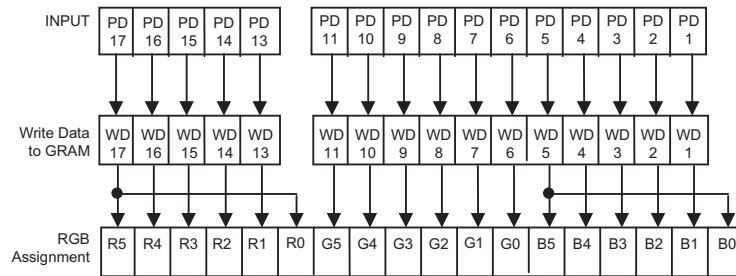 INPUT PD 17 PD 16 PD 15 PD 14 PD 13 PD 11 PD 10 PD 9 PD 8 PD 7 PD 6 PD 5 PD 4 PD 3 PD 2 PD 1
Write Data to GRAM WD 17 WD 16 WD 15 WD 14 WD 13 WD 11 WD 10 WD 9 WD 8 WD 7 WD 6 WD 5 WD 4 WD 3 WD 2 WD 1
RGB Assignment R5 R4 R3 R2 R1 R0 G5 G4 G3 G2 G1 G0 B5 B4 B3 B2 B1 B0